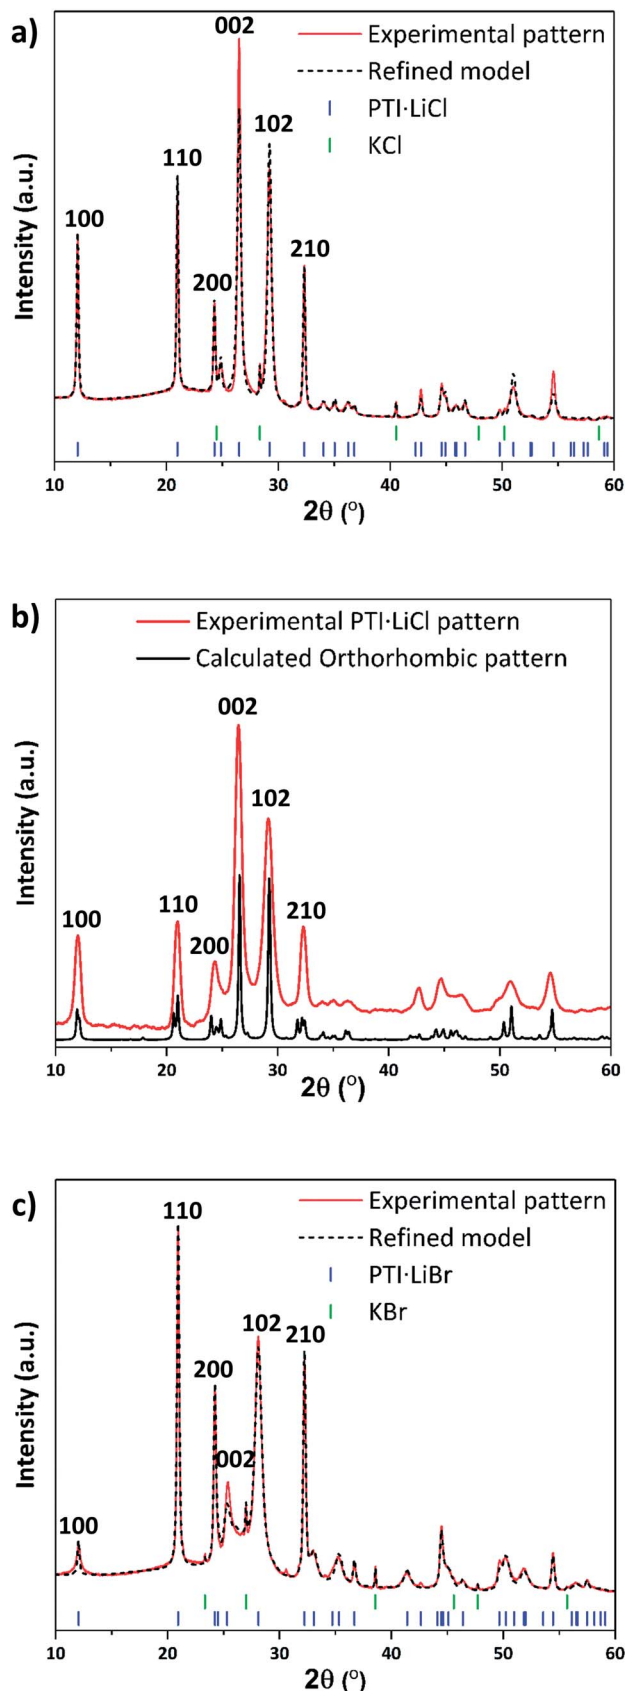 a)
002
Experimental pattern
Refined model
PTI·LiCl
KCl
102
110
100
200
210
Intensity (a.u.)
10 20 30 40 50 60
2θ (°)
b)
Experimental PTI·LiCl pattern
Calculated Orthorhombic pattern
002
102
110
100
200
210
Intensity (a.u.)
10 20 30 40 50 60
2θ (°)
c)
110
Experimental pattern
Refined model
PTI·LiBr
KBr
102
210
200
002
100
Intensity (a.u.)
10 20 30 40 50 60
2θ (°)